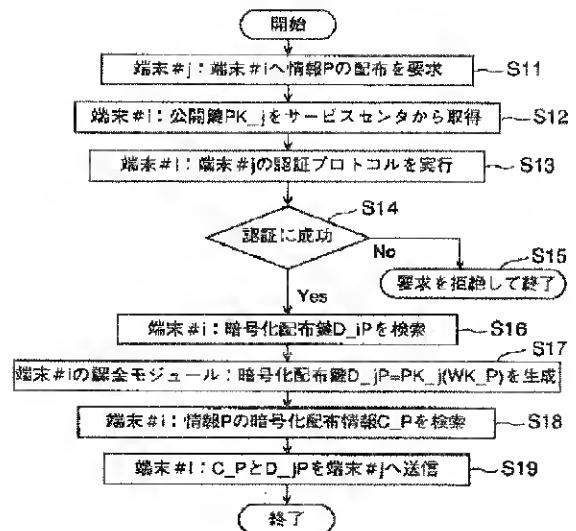 開始
端末#j:端末#iへ情報Pの配布を要求
S11
端末#i:公開鍵PK_jをサービスセンタから取得
S12
端末#i:端末#jの認証プロトコルを実行
S13
S14
認証に成功
No
S15
要求を拒絶して終了
Yes
端末#i:暗号化配布鍵D_iPを検索
S16
S17
端末#iの課金モジュール:暗号化配布鍵D_jP=PK_j(WK_P)を生成
端末#i:情報Pの暗号化配布情報C_Pを検索
S18
端末#i:C_PとD_jPを端末#jへ送信
S19
終了